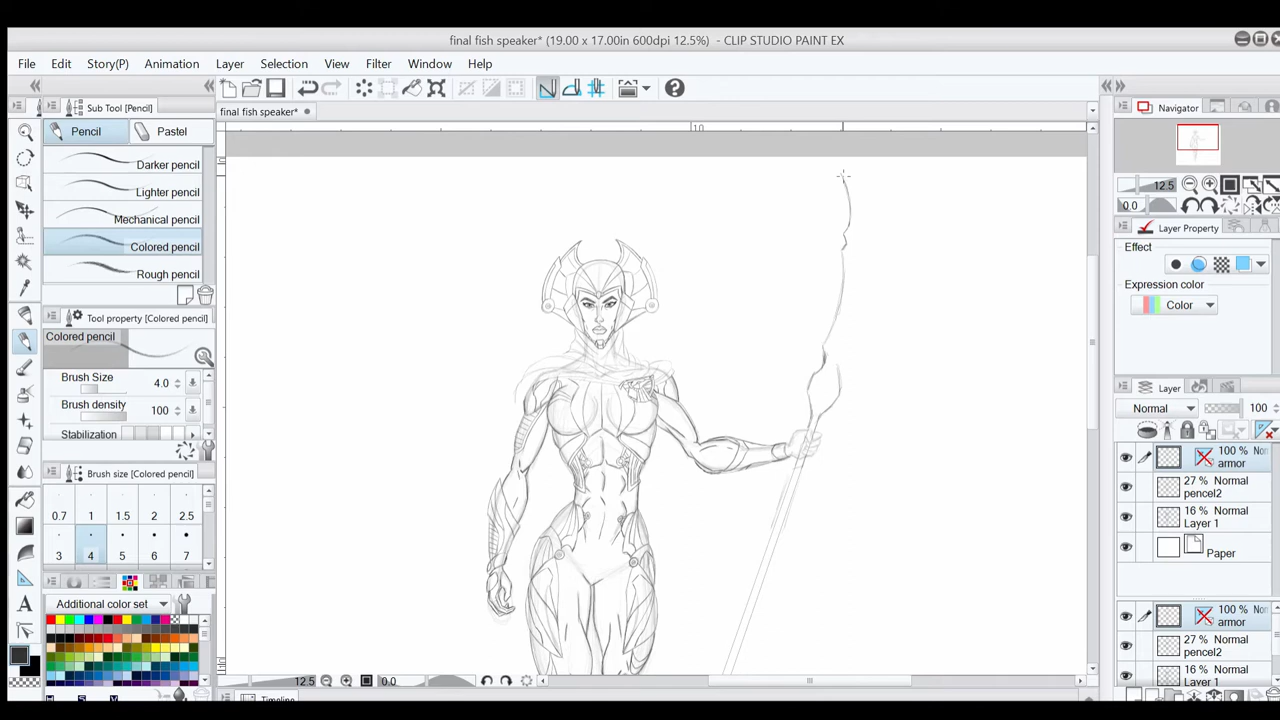 final fish speaker* (19.00 x 17.00in 600dpi 12.5%) - CLIP STUDIO PAINT EX
File Edit Story(P) Animation Layer Selection View Filter Window Help
Sub Tool [Pencil]
final fish speaker*
Navigator
Pencil Pastel
10
Darker pencil
Lighter pencil
Mechanical pencil
Colored pencil
Rough pencil
12.5
0.0
Layer Property
Effect
Expression color
Color
Tool property [Colored pencil]
Colored pencil
Brush Size 4.0
Brush density 100
Stabilization
Layer
Normal 100
100 %
armor
27 % Normal
pencel2
16 % Normal
Layer 1
Paper
Brush size [Colored pencil]
0.7 1 1.5 2 2.5
3 4 5 6 7
Additional color set
100 %
armor
27 % Normal
pencel2
16 % Normal
Layer 1
12.5 0.0